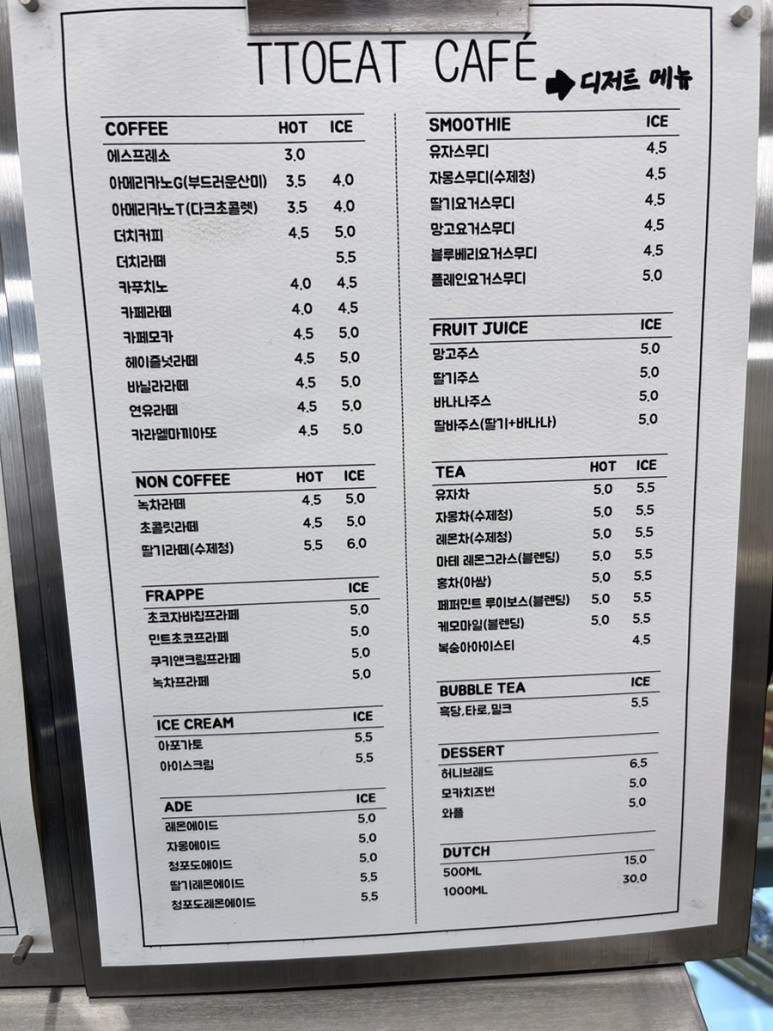 TTOEAT CAFÉ
➡디저트 메뉴
COFFEE HOT ICE
에스프레소 3.0
아메리카노G(부드러운산미) 3.5 4.0
아메리카노T(다크초콜렛) 3.5 4.0
더치커피 4.5 5.0
더치라떼 5.5
카푸치노 4.0 4.5
카페라떼 4.0 4.5
카페모카 4.5 5.0
헤이즐넛라떼 4.5 5.0
바닐라라떼 4.5 5.0
연유라떼 4.5 5.0
카라멜마끼아또 4.5 5.0
NON COFFEE HOT ICE
녹차라떼 4.5 5.0
초콜릿라떼 4.5 5.0
딸기라떼(수제청) 5.5 6.0
FRAPPE ICE
초코자바칩프라페 5.0
민트초코프라페 5.0
쿠키앤크림프라페 5.0
녹차프라페 5.0
ICE CREAM ICE
아포가토 5.5
아이스크림 5.5
ADE ICE
레몬에이드 5.0
자몽에이드 5.0
청포도에이드 5.0
딸기레몬에이드 5.5
청포도레몬에이드 5.5
SMOOTHIE ICE
유자스무디 4.5
자몽스무디(수제청) 4.5
딸기요거스무디 4.5
망고요거스무디 4.5
블루베리요거스무디 4.5
플레인요거스무디 5.0
FRUIT JUICE ICE
망고주스 5.0
딸기주스 5.0
바나나주스 5.0
딸바주스(딸기+바나나) 5.0
TEA HOT ICE
유자차 5.0 5.5
자몽차(수제청) 5.0 5.5
레몬차(수제청) 5.0 5.5
마테 레몬그라스(블렌딩) 5.0 5.5
홍차(아쌈) 5.0 5.5
페퍼민트 루이보스(블렌딩) 5.0 5.5
케모마일(블렌딩) 5.0 5.5
복숭아아이스티 4.5
BUBBLE TEA ICE
흑당,타로,밀크 5.5
DESSERT
허니브레드 6.5
모카치즈번 5.0
와플 5.0
DUTCH
500ML 15.0
1000ML 30.0